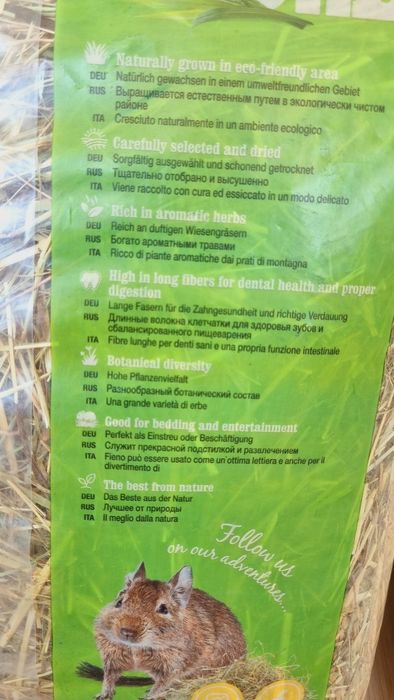 Naturally grown in eco-friendly area
DEU Natürlich gewachsen in einem umweltfreundlichen Gebiet
RUS Выращивается естественным путем в экологически чистом
районе
ITA Cresciuto naturalmente in un ambiente ecologico
Carefully selected and dried
DEU Sorgfältig ausgewählt und schonend getrocknet
RUS Тщательно отобрано и высушенно
ITA Viene raccolto con cura ed essiccato in un modo delicato
Rich in aromatic herbs
DEU Reich an duftigen Wiesengräsern
RUS Богато ароматными травами
ITA Ricco di piante aromatiche dai prati di montagna
High in long fibers for dental health and proper
digestion
DEU Lange Fasern für die Zahngesundheit und richtige Verdauung
RUS Длинные волокна клетчатки для здоровья зубов и
сбалансированного пищеварения
ITA Fibre lunghe per denti sani e una propria funzione intestinale
Botanical diversity
DEU Hohe Pflanzenvielfalt
RUS Разнообразный ботанический состав
ITA Una grande varietà di erbe
Good for bedding and entertainment
DEU Perfekt als Einstreu oder Beschäftigung
RUS Служит прекрасной подстилкой и развлечением
ITA Fieno può essere usato come un'ottima lettiera e anche per il
divertimento di
The best from nature
DEU Das Beste aus der Natur
RUS Лучшее от природы
ITA Il meglio dalla natura
Follow us
on our adventures...